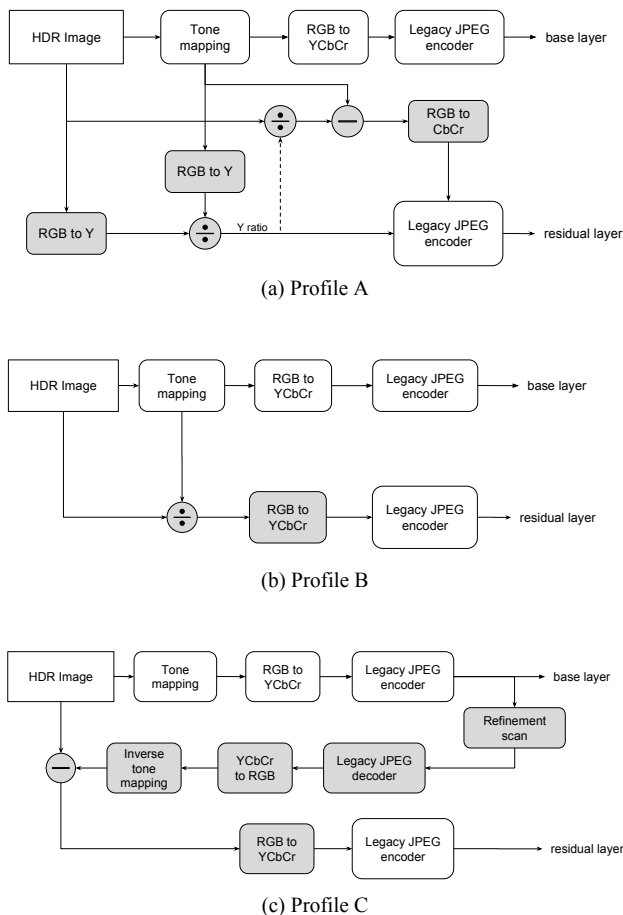 HDR Image
Tone
mapping
RGB to
YCbCr
Legacy JPEG
encoder
base layer
÷
—
RGB to
CbCr
RGB to Y
RGB to Y
÷
Y ratio
Legacy JPEG
encoder
residual layer
(a) Profile A
HDR Image
Tone
mapping
RGB to
YCbCr
Legacy JPEG
encoder
base layer
÷
RGB to
YCbCr
Legacy JPEG
encoder
residual layer
(b) Profile B
HDR Image
Tone
mapping
RGB to
YCbCr
Legacy JPEG
encoder
base layer
Refinement
scan
—
Inverse
tone
mapping
YCbCr
to RGB
Legacy JPEG
decoder
RGB to
YCbCr
Legacy JPEG
encoder
residual layer
(c) Profile C